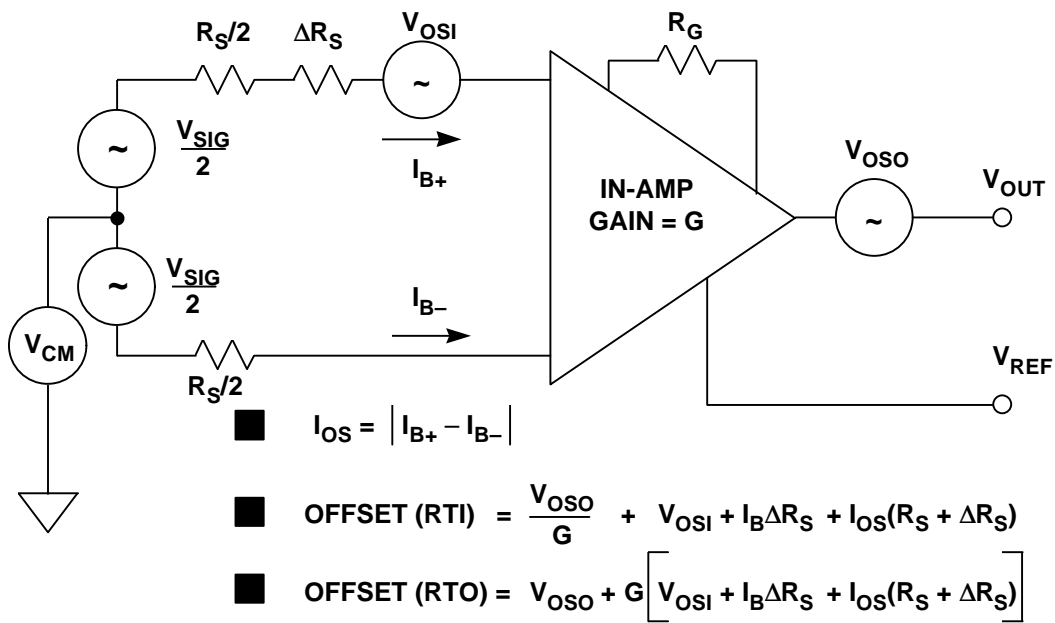 R_S/2
ΔR_S
V_OSI
R_G
V_SIG
2
I_B+
IN-AMP
GAIN = G
V_OSO
V_OUT
V_SIG
2
I_B–
V_CM
R_S/2
V_REF
I_OS = | I_B+ – I_B– |
OFFSET (RTI) = V_OSO/G + V_OSI + I_BΔR_S + I_OS(R_S + ΔR_S)
OFFSET (RTO) = V_OSO + G[V_OSI + I_BΔR_S + I_OS(R_S + ΔR_S)]